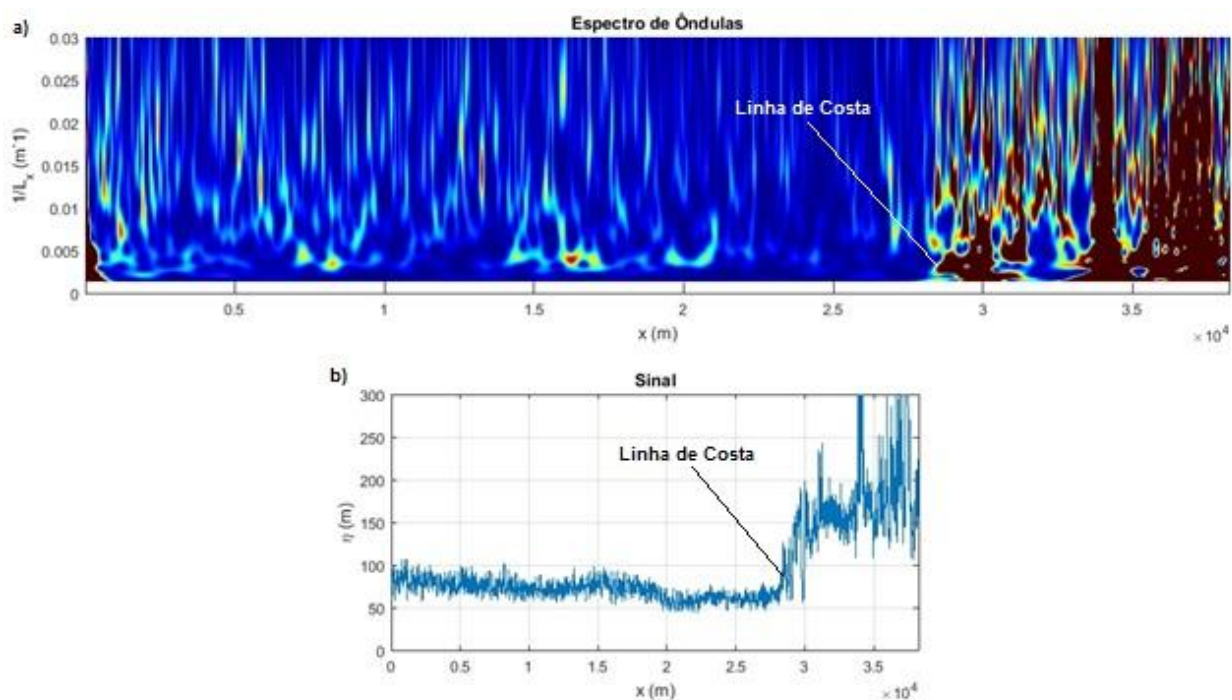 a)
Espectro de Ôndulas
0.03
0.025
0.02
0.015
0.01
0.005
0
1/L_x (m^1)
Linha de Costa
0.5 1 1.5 2 2.5 3 3.5
x (m)
× 10^4
b)
Sinal
300
250
200
150
100
50
0
η (m)
Linha de Costa
0 0.5 1 1.5 2 2.5 3 3.5
x (m)
× 10^4